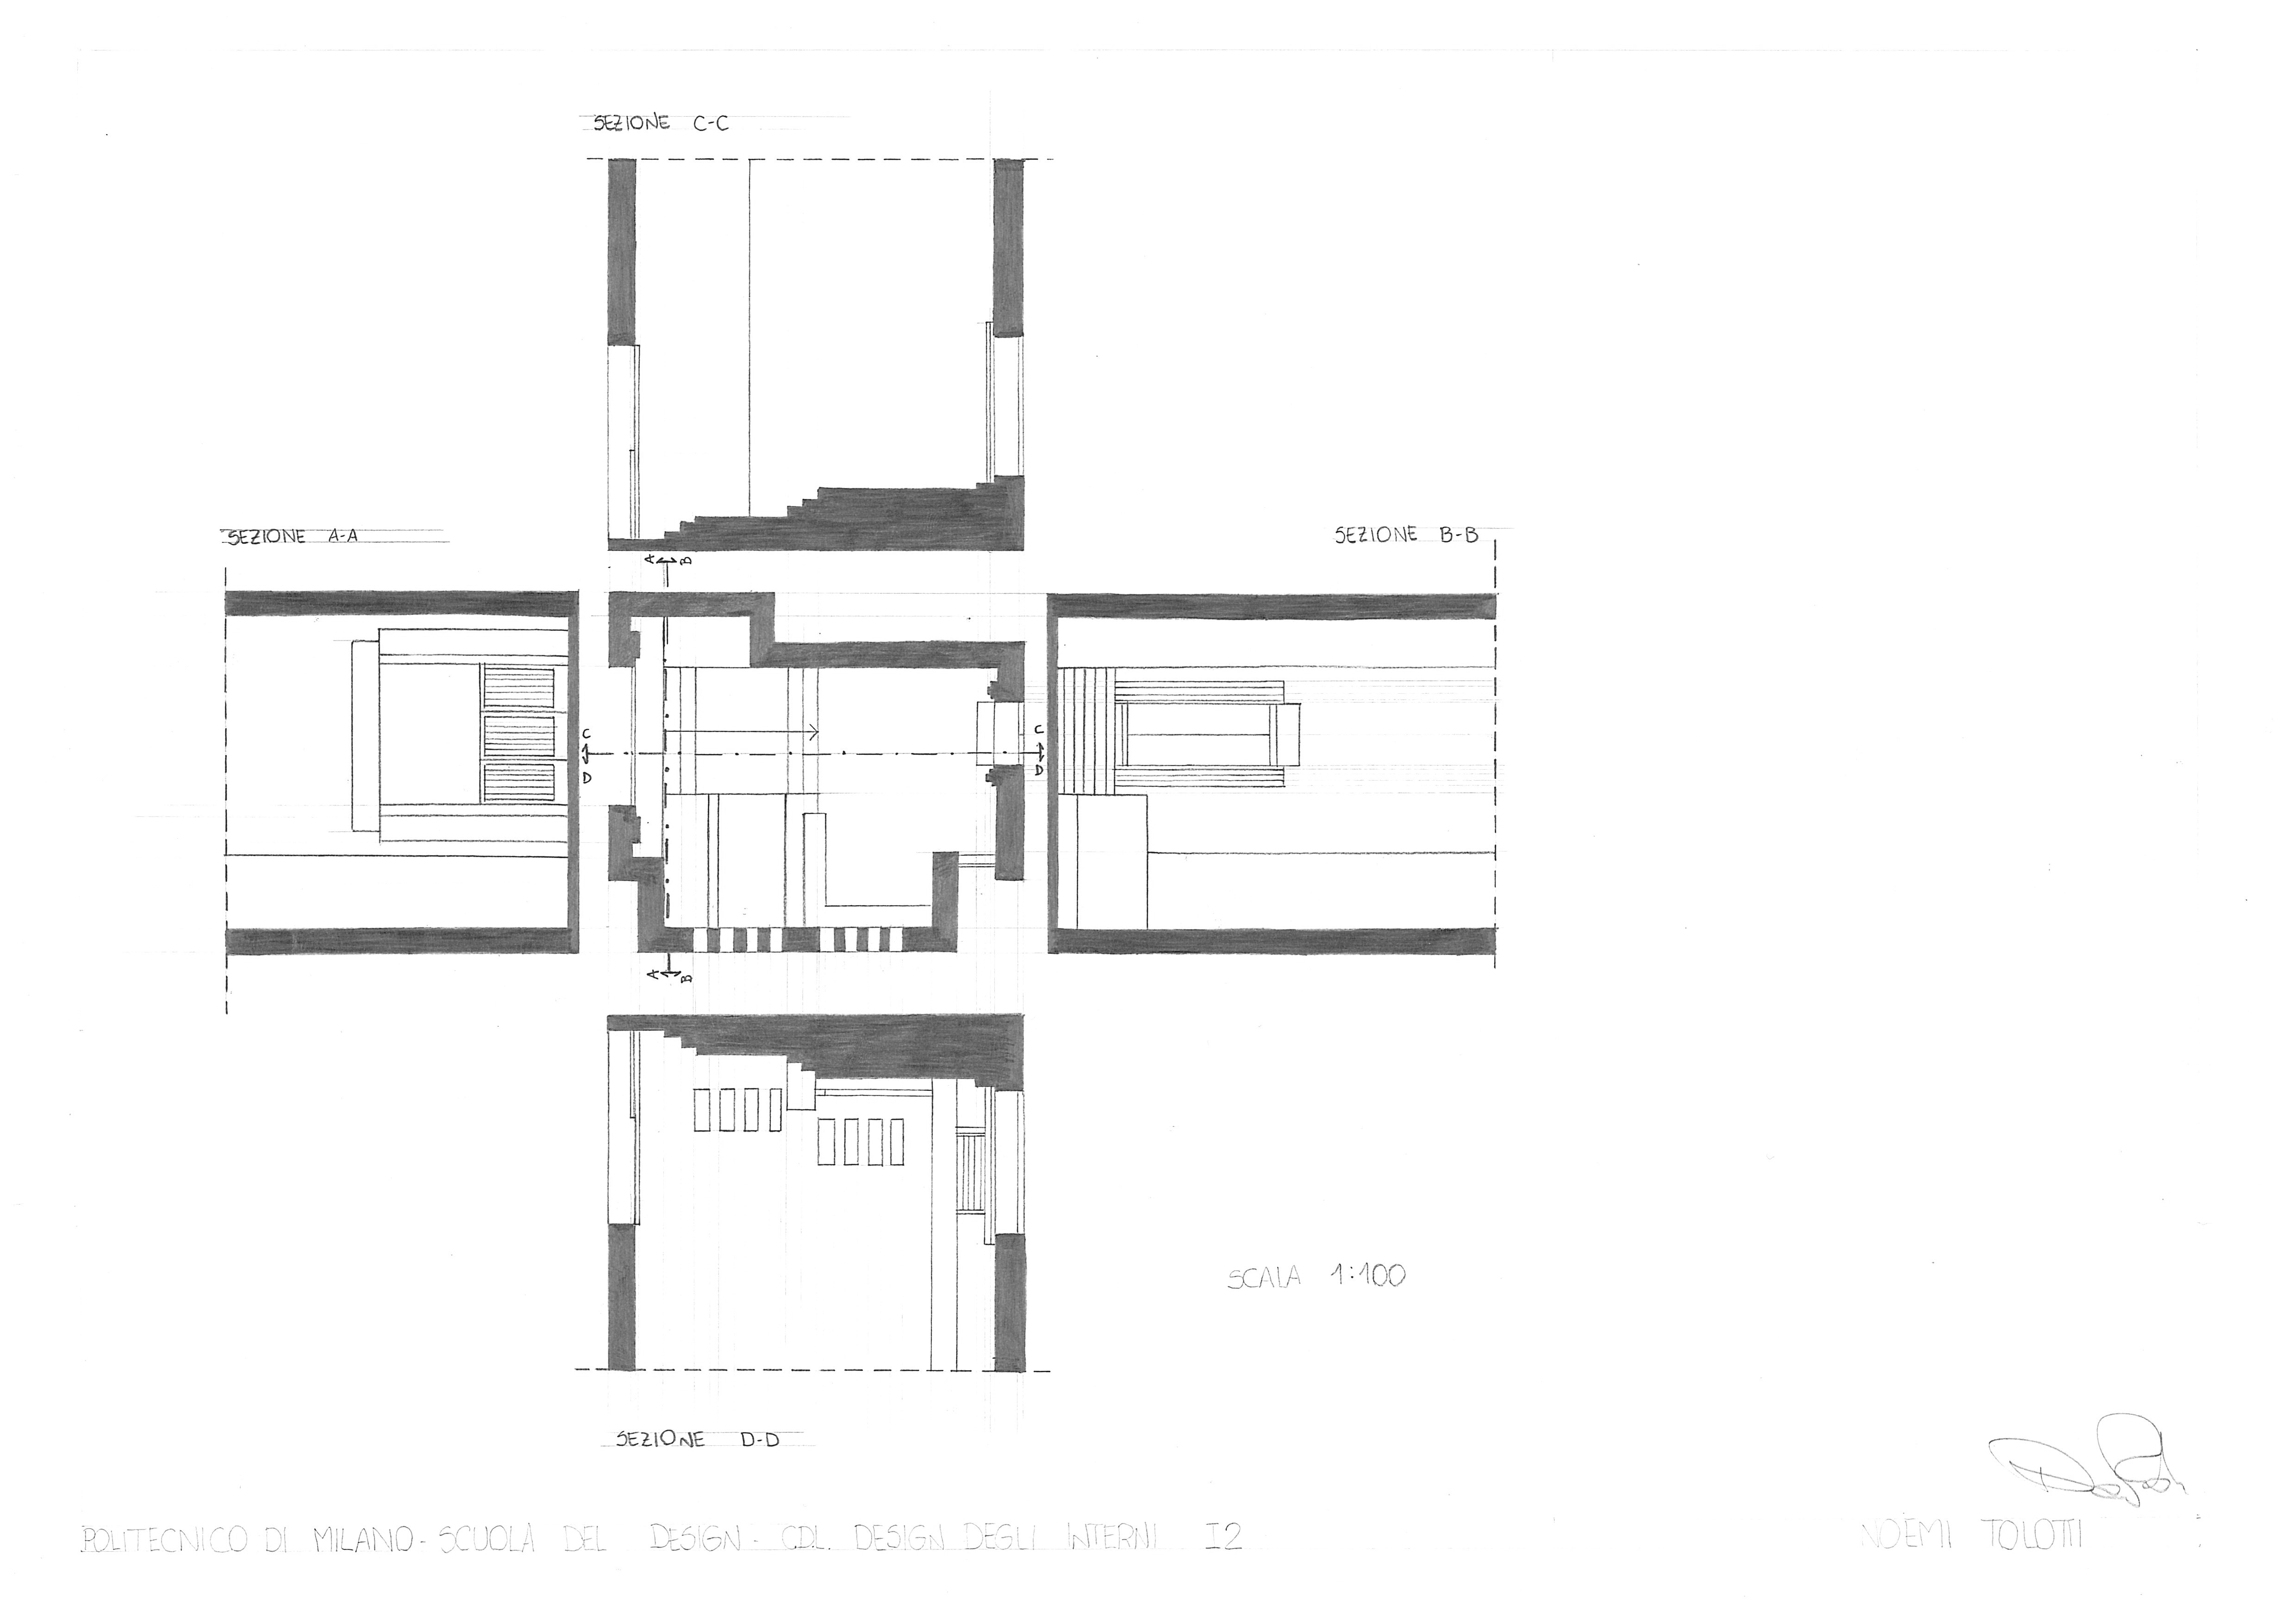 SEZIONE C-C
SEZIONE A-A
SEZIONE B-B
A B
C
D
C
D
A B
SCALA 1:100
SEZIONE D-D
POLITECNICO DI MILANO - SCUOLA DEL DESIGN - CDL. DESIGN DEGLI INTERNI I2
NOEMI TOLOTTI